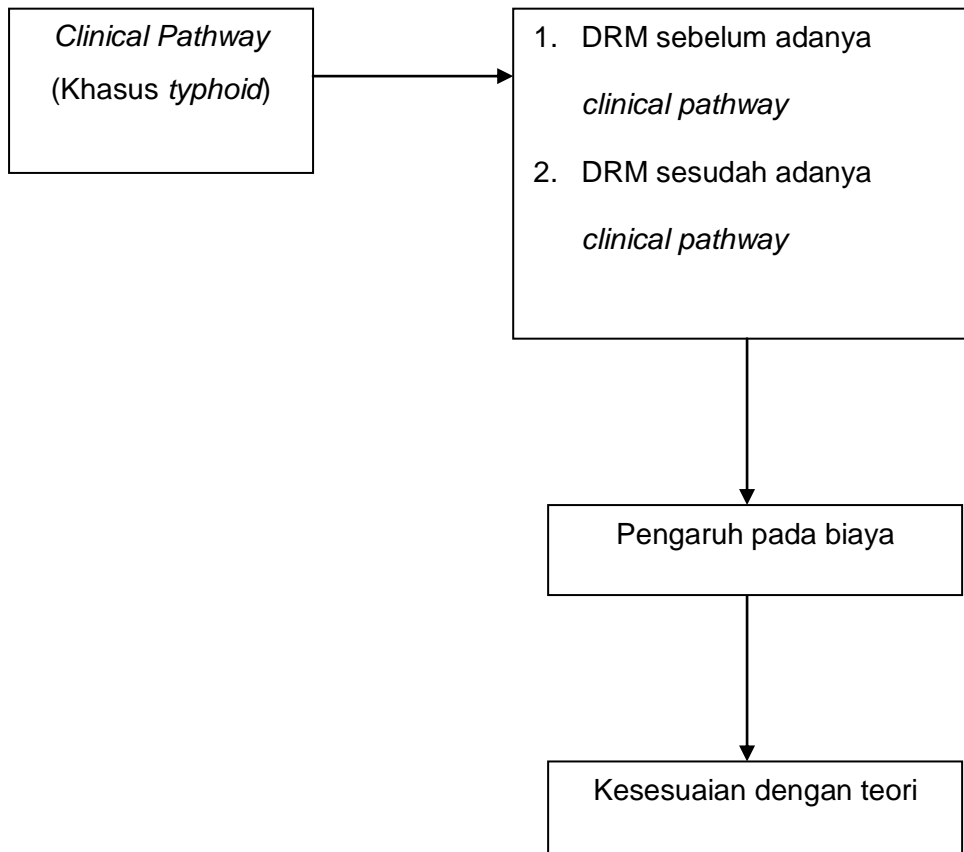 Clinical Pathway
(Khasus typhoid)
1. DRM sebelum adanya
clinical pathway
2. DRM sesudah adanya
clinical pathway
Pengaruh pada biaya
Kesesuaian dengan teori